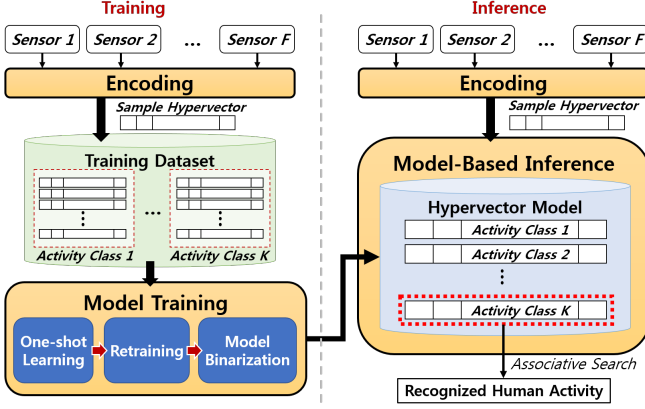 Training
Sensor 1
Sensor 2
...
Sensor F
Encoding
Sample Hypervector
Training Dataset
...
Activity Class 1
Activity Class K
Model Training
One-shot
Learning
Retraining
Model
Binarization
Inference
Sensor 1
Sensor 2
...
Sensor F
Encoding
Sample Hypervector
Model-Based Inference
Hypervector Model
Activity Class 1
Activity Class 2
Activity Class K
Associative Search
Recognized Human Activity